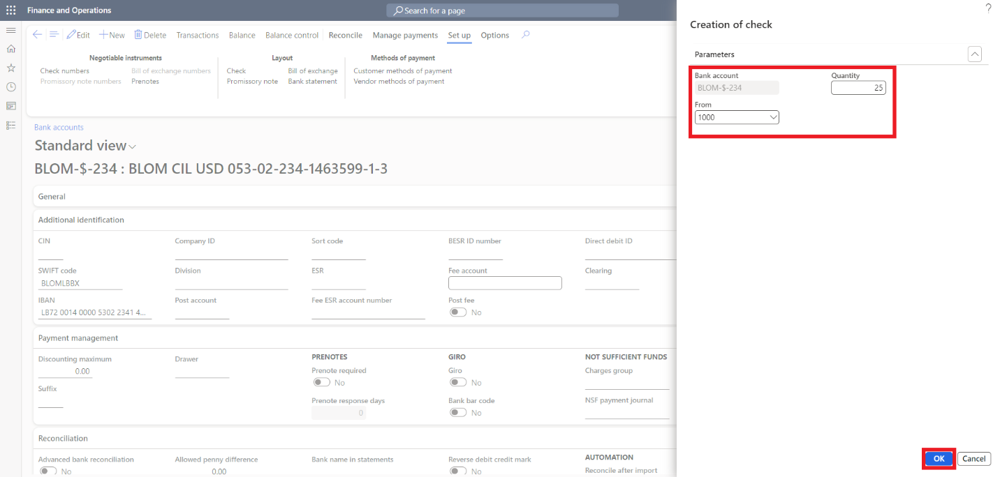 Finance and Operations
Search for a page
?
Creation of check
Edit New Delete Transactions Balance Balance control Reconcile Manage payments Set up Options
Negotiable instruments Layout Methods of payment
Check numbers Bill of exchange numbers Check Bill of exchange Customer methods of payment
Promissory note numbers Prenotes Promissory note Bank statement Vendor methods of payment
Parameters
Bank account Quantity
BLOM-$-234 25
From
1000
Bank accounts
Standard view
BLOM-$-234 : BLOM CIL USD 053-02-234-1463599-1-3
General
Additional identification
CIN Company ID Sort code BESR ID number Direct debit ID
SWIFT code Division ESR Fee account Clearing
BLOMLBBX
IBAN Post account Fee ESR account number Post fee
LB72 0014 0000 5302 2341 4... No
Payment management
Discounting maximum Drawer PRENOTES GIRO NOT SUFFICIENT FUNDS
0.00 Prenote required Giro Charges group
No No
Suffix
Prenote response days Bank bar code NSF payment journal
0 No
Reconciliation
Advanced bank reconciliation Allowed penny difference Bank name in statements Reverse debit credit mark AUTOMATION
No 0.00 No Reconcile after import
OK Cancel